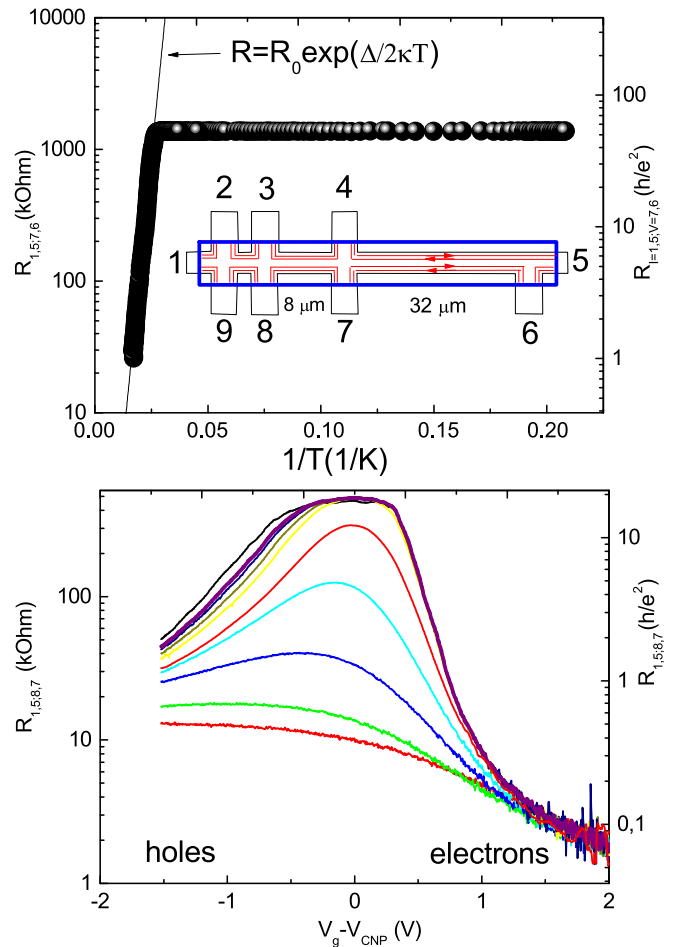 10000
1000
100
10
R1,5;7,6(kOhm)
R=R0exp(Δ/2κT)
2 3 4
1 5
9 8 8 μm 7 32 μm 6
100
10
1
RI=1,5;V=7,6(h/e²)
0.00 0.05 0.10 0.15 0.20
1/T(1/K)
100
10
1
R1,5;8,7 (kOhm)
10
1
0,1
R1,5;8,7 (h/e²)
holes electrons
-2 -1 0 1 2
Vg-VCNP (V)